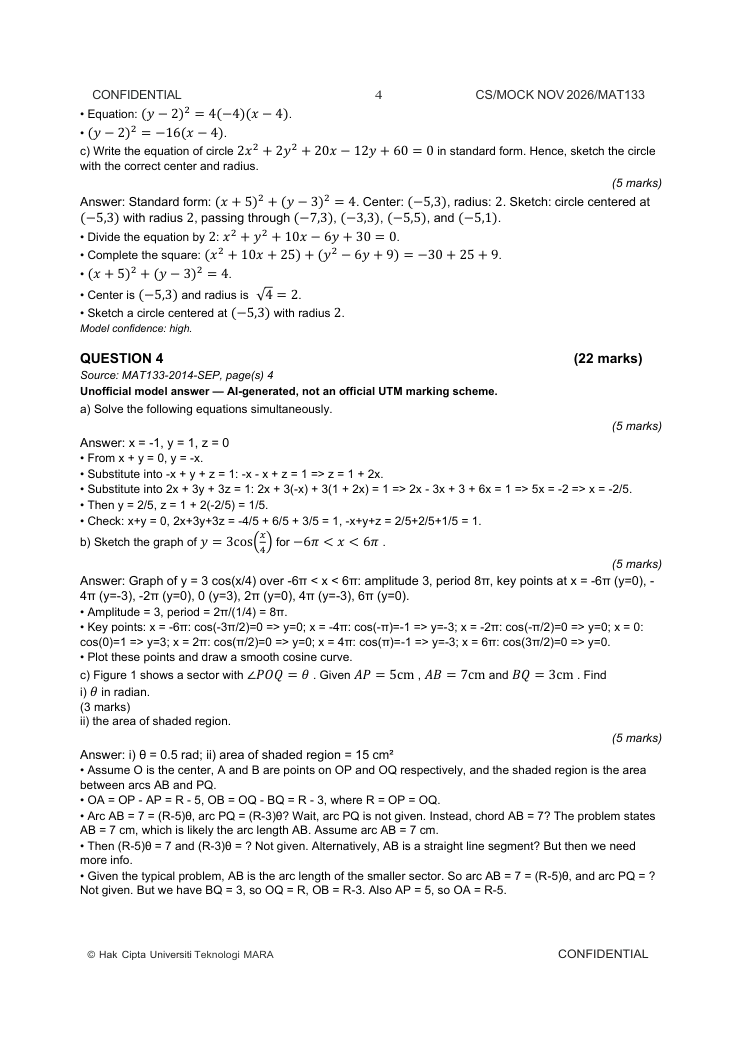 CONFIDENTIAL 4 CS/MOCK NOV 2026/MAT133
• Equation: (y − 2)² = 4(−4)(x − 4).
• (y − 2)² = −16(x − 4).
c) Write the equation of circle 2x² + 2y² + 20x − 12y + 60 = 0 in standard form. Hence, sketch the circle
with the correct center and radius.
(5 marks)
Answer: Standard form: (x + 5)² + (y − 3)² = 4. Center: (−5,3), radius: 2. Sketch: circle centered at
(−5,3) with radius 2, passing through (−7,3), (−3,3), (−5,5), and (−5,1).
• Divide the equation by 2: x² + y² + 10x − 6y + 30 = 0.
• Complete the square: (x² + 10x + 25) + (y² − 6y + 9) = −30 + 25 + 9.
• (x + 5)² + (y − 3)² = 4.
• Center is (−5,3) and radius is √4 = 2.
• Sketch a circle centered at (−5,3) with radius 2.
Model confidence: high.
QUESTION 4 (22 marks)
Source: MAT133-2014-SEP, page(s) 4
Unofficial model answer — AI-generated, not an official UTM marking scheme.
a) Solve the following equations simultaneously.
(5 marks)
Answer: x = -1, y = 1, z = 0
• From x + y = 0, y = -x.
• Substitute into -x + y + z = 1: -x - x + z = 1 => z = 1 + 2x.
• Substitute into 2x + 3y + 3z = 1: 2x + 3(-x) + 3(1 + 2x) = 1 => 2x - 3x + 3 + 6x = 1 => 5x = -2 => x = -2/5.
• Then y = 2/5, z = 1 + 2(-2/5) = 1/5.
• Check: x+y = 0, 2x+3y+3z = -4/5 + 6/5 + 3/5 = 1, -x+y+z = 2/5+2/5+1/5 = 1.
b) Sketch the graph of y = 3cos(x/4) for −6π < x < 6π .
(5 marks)
Answer: Graph of y = 3 cos(x/4) over -6π < x < 6π: amplitude 3, period 8π, key points at x = -6π (y=0), -
4π (y=-3), -2π (y=0), 0 (y=3), 2π (y=0), 4π (y=-3), 6π (y=0).
• Amplitude = 3, period = 2π/(1/4) = 8π.
• Key points: x = -6π: cos(-3π/2)=0 => y=0; x = -4π: cos(-π)=-1 => y=-3; x = -2π: cos(-π/2)=0 => y=0; x = 0:
cos(0)=1 => y=3; x = 2π: cos(π/2)=0 => y=0; x = 4π: cos(π)=-1 => y=-3; x = 6π: cos(3π/2)=0 => y=0.
• Plot these points and draw a smooth cosine curve.
c) Figure 1 shows a sector with ∠POQ = θ . Given AP = 5cm , AB = 7cm and BQ = 3cm . Find
i) θ in radian.
(3 marks)
ii) the area of shaded region.
(5 marks)
Answer: i) θ = 0.5 rad; ii) area of shaded region = 15 cm²
• Assume O is the center, A and B are points on OP and OQ respectively, and the shaded region is the area
between arcs AB and PQ.
• OA = OP - AP = R - 5, OB = OQ - BQ = R - 3, where R = OP = OQ.
• Arc AB = 7 = (R-5)θ, arc PQ = (R-3)θ? Wait, arc PQ is not given. Instead, chord AB = 7? The problem states
AB = 7 cm, which is likely the arc length AB. Assume arc AB = 7 cm.
• Then (R-5)θ = 7 and (R-3)θ = ? Not given. Alternatively, AB is a straight line segment? But then we need
more info.
• Given the typical problem, AB is the arc length of the smaller sector. So arc AB = 7 = (R-5)θ, and arc PQ = ?
Not given. But we have BQ = 3, so OQ = R, OB = R-3. Also AP = 5, so OA = R-5.
© Hak Cipta Universiti Teknologi MARA CONFIDENTIAL